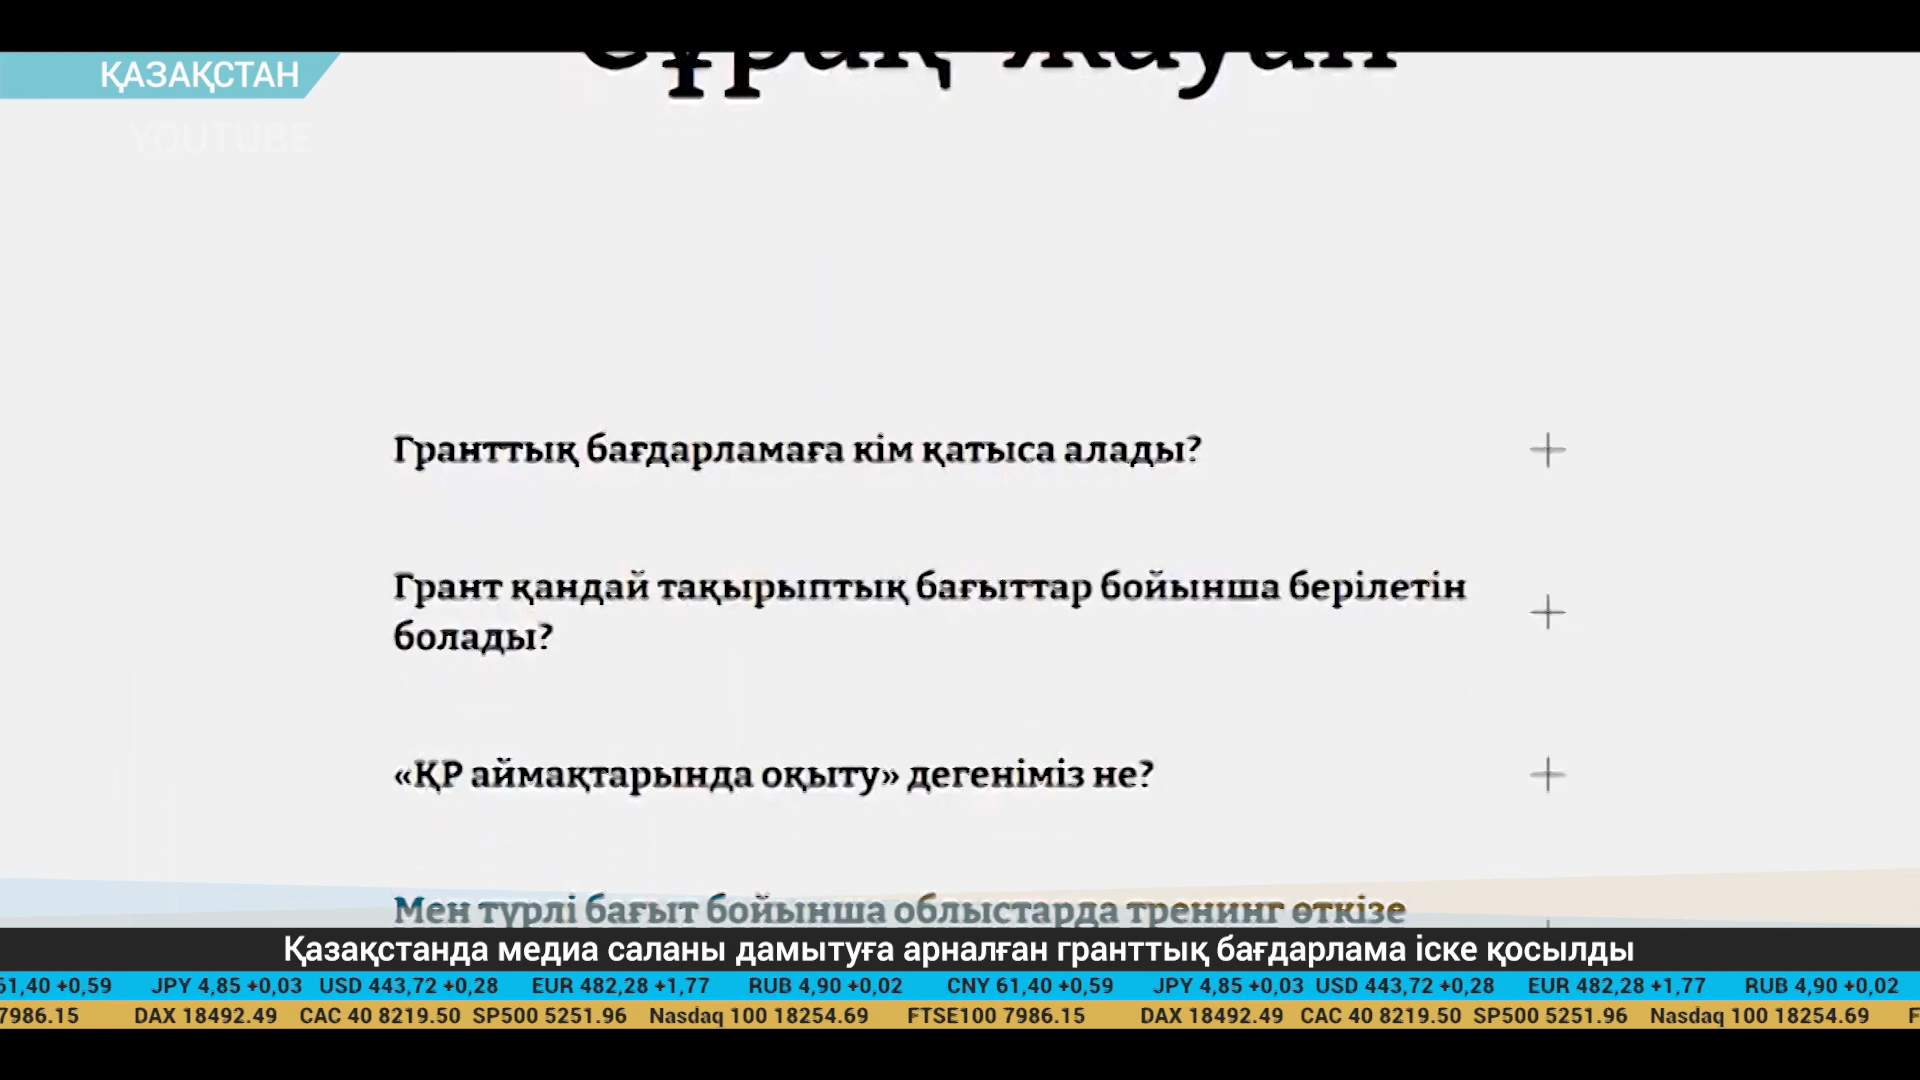 Сұрақ-жауап
ҚАЗАҚСТАН
YOUTUBE
Гранттық бағдарламаға кім қатыса алады?
Грант қандай тақырыптық бағыттар бойынша берілетін
болады?
«ҚР аймақтарында оқыту» дегеніміз не?
Мен түрлі бағыт бойынша облыстарда тренинг өткізе
Қазақстанда медиа саланы дамытуға арналған гранттық бағдарлама іске қосылды
61,40 +0,59 JPY 4,85 +0,03 USD 443,72 +0,28 EUR 482,28 +1,77 RUB 4,90 +0,02 CNY 61,40 +0,59 JPY 4,85 +0,03 USD 443,72 +0,28 EUR 482,28 +1,77 RUB 4,90 +0,02
7986.15 DAX 18492.49 CAC 40 8219.50 SP500 5251.96 Nasdaq 100 18254.69 FTSE100 7986.15 DAX 18492.49 CAC 40 8219.50 SP500 5251.96 Nasdaq 100 18254.69 F